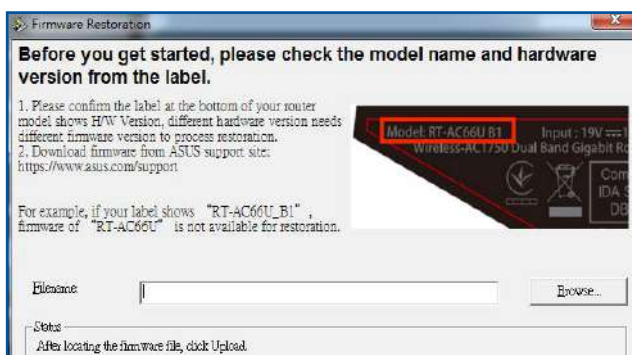 Firmware Restoration
Before you get started, please check the model name and hardware
version from the label.
1. Please confirm the label at the bottom of your router
model shows H/W Version, different hardware version needs
different firmware version to process restoration.
2. Download firmware from ASUS support site:
https://www.asus.com/support
For example, if your label shows “RT-AC66U_B1” ,
firmware of “RT-AC66U” is not available for restoration.
Model: RT-AC66U B1
Input : 19V
Wireless-AC1750 Dual Band Gigabit
Com
IDA S
DB
Filename:
Browse...
Status
After locating the firmware file, click Upload.